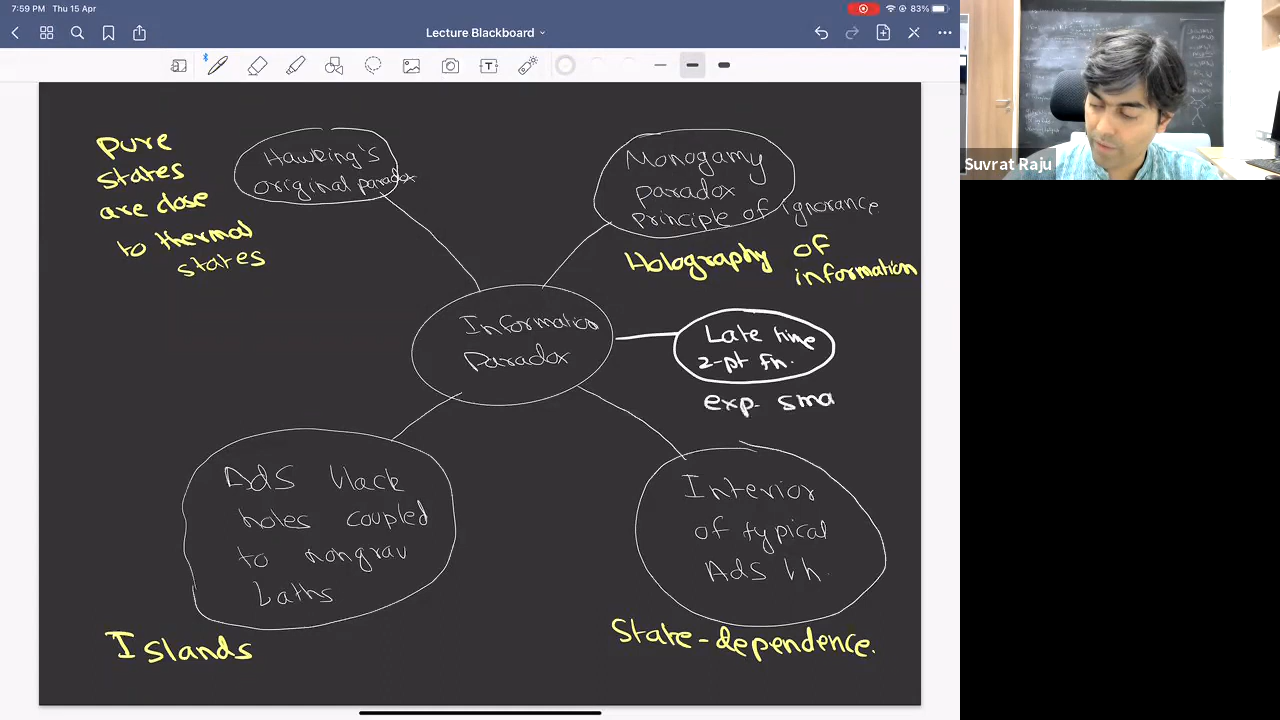 7:59 PM Thu 15 Apr
83%
Lecture Blackboard
Suvrat Raju
Pure
states
are close
to thermal
states
Hawking's
original paradox
Monogamy
paradox
principle of ignorance
Holography of
information
Information
Paradox
Late time
2-pt fn.
exp. sma
AdS black
holes coupled
to nongrav
baths
Islands
Interior
of typical
AdS bh.
State-dependence.